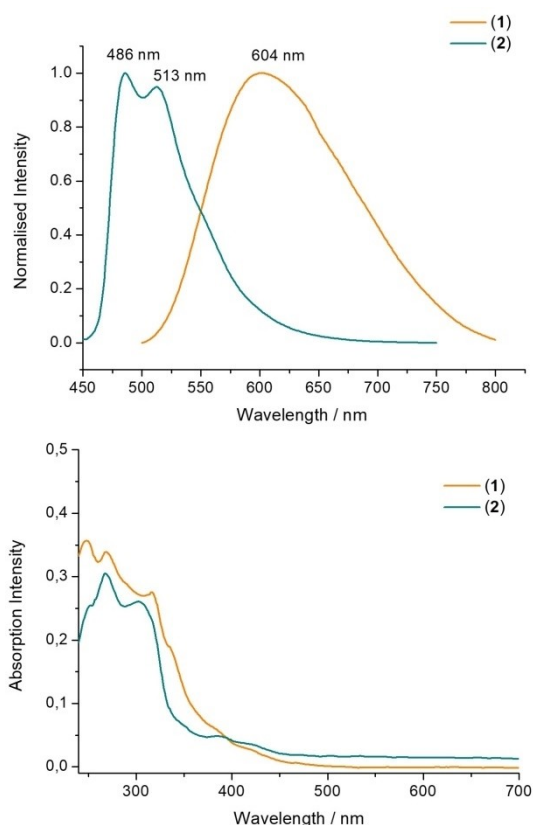 (1)
(2)
486 nm
513 nm
604 nm
1.0
0.8
0.6
0.4
0.2
0.0
Normalised Intensity
450 500 550 600 650 700 750 800
Wavelength / nm
(1)
(2)
0,5
0,4
0,3
0,2
0,1
0,0
Absorption Intensity
300 400 500 600 700
Wavelength / nm